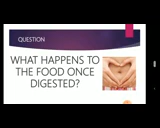 QUESTION
WHAT HAPPENS TO
THE FOOD ONCE
DIGESTED?